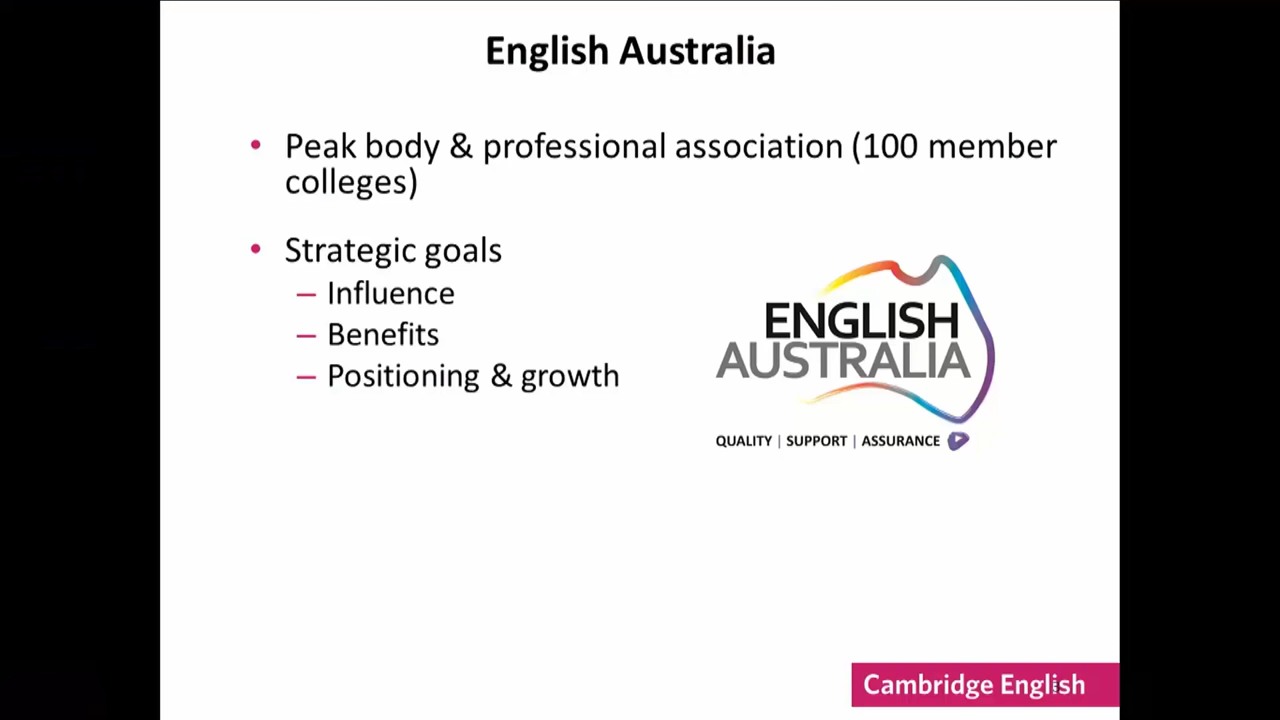 English Australia
• Peak body & professional association (100 member
colleges)
• Strategic goals
– Influence
– Benefits
– Positioning & growth
ENGLISH
AUSTRALIA
QUALITY | SUPPORT | ASSURANCE
Cambridge English